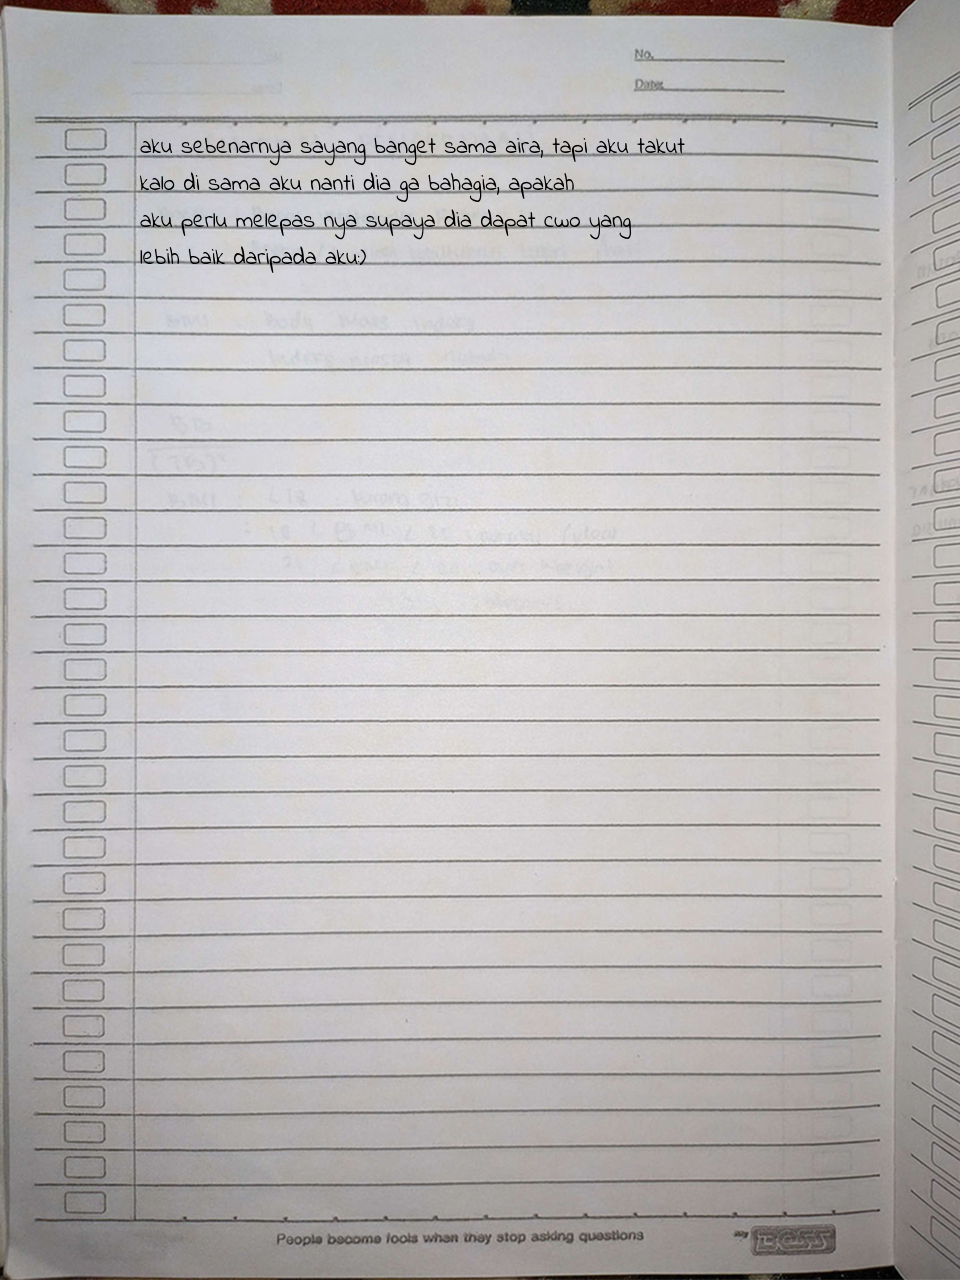 No.
Date:
aku sebenarnya sayang banget sama aira, tapi aku takut
kalo di sama aku nanti dia ga bahagia, apakah
aku perlu melepas nya supaya dia dapat cwo yang
lebih baik daripada aku:)
People become fools when they stop asking questions
my BOSS